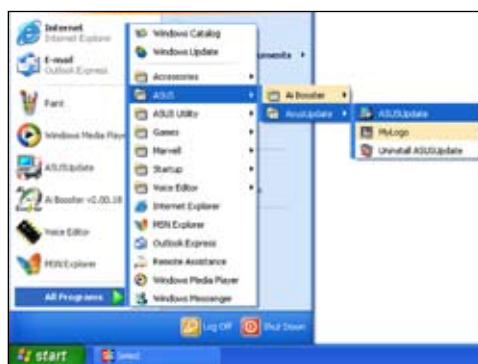 Internet
Internet Explorer
E-mail
Outlook Express
Paint
Windows Media Player
ASUSUpdate
Ai Booster v2.00.18
Voice Editor
MSN Explorer
All Programs
Windows Catalog
Windows Update
Accessories
ASUS
ASUS Utility
Games
Marvell
Startup
Voice Editor
Internet Explorer
MSN Explorer
Outlook Express
Remote Assistance
Windows Media Player
Windows Messenger
uments
Ai Booster
AsusUpdate
ASUSUpdate
MyLogo
Uninstall ASUSUpdate
Log Off
Shut Down
start